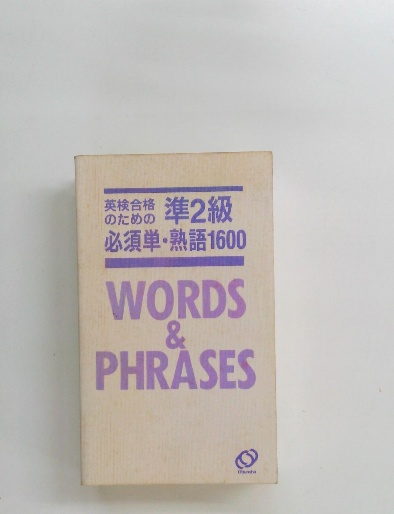 英検合格
のための 準2級
必須単・熟語1600
WORDS
&
PHRASES
Obunsha